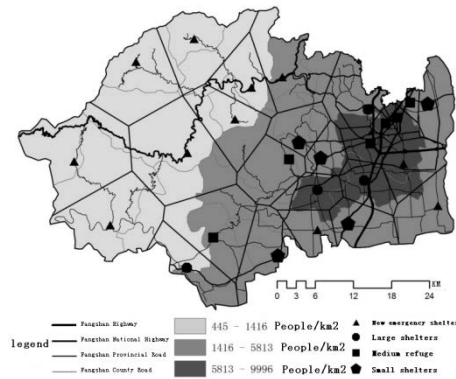 KM
0 3 6 12 18 24
legend
Fangshan Highway
Fangshan National Highway
Fangshan Provincial Road
Fangshan County Road
445 - 1416 People/km2
1416 - 5813 People/km2
5813 - 9996 People/km2
New emergency shelters
Large shelters
Medium refuge
Small shelters